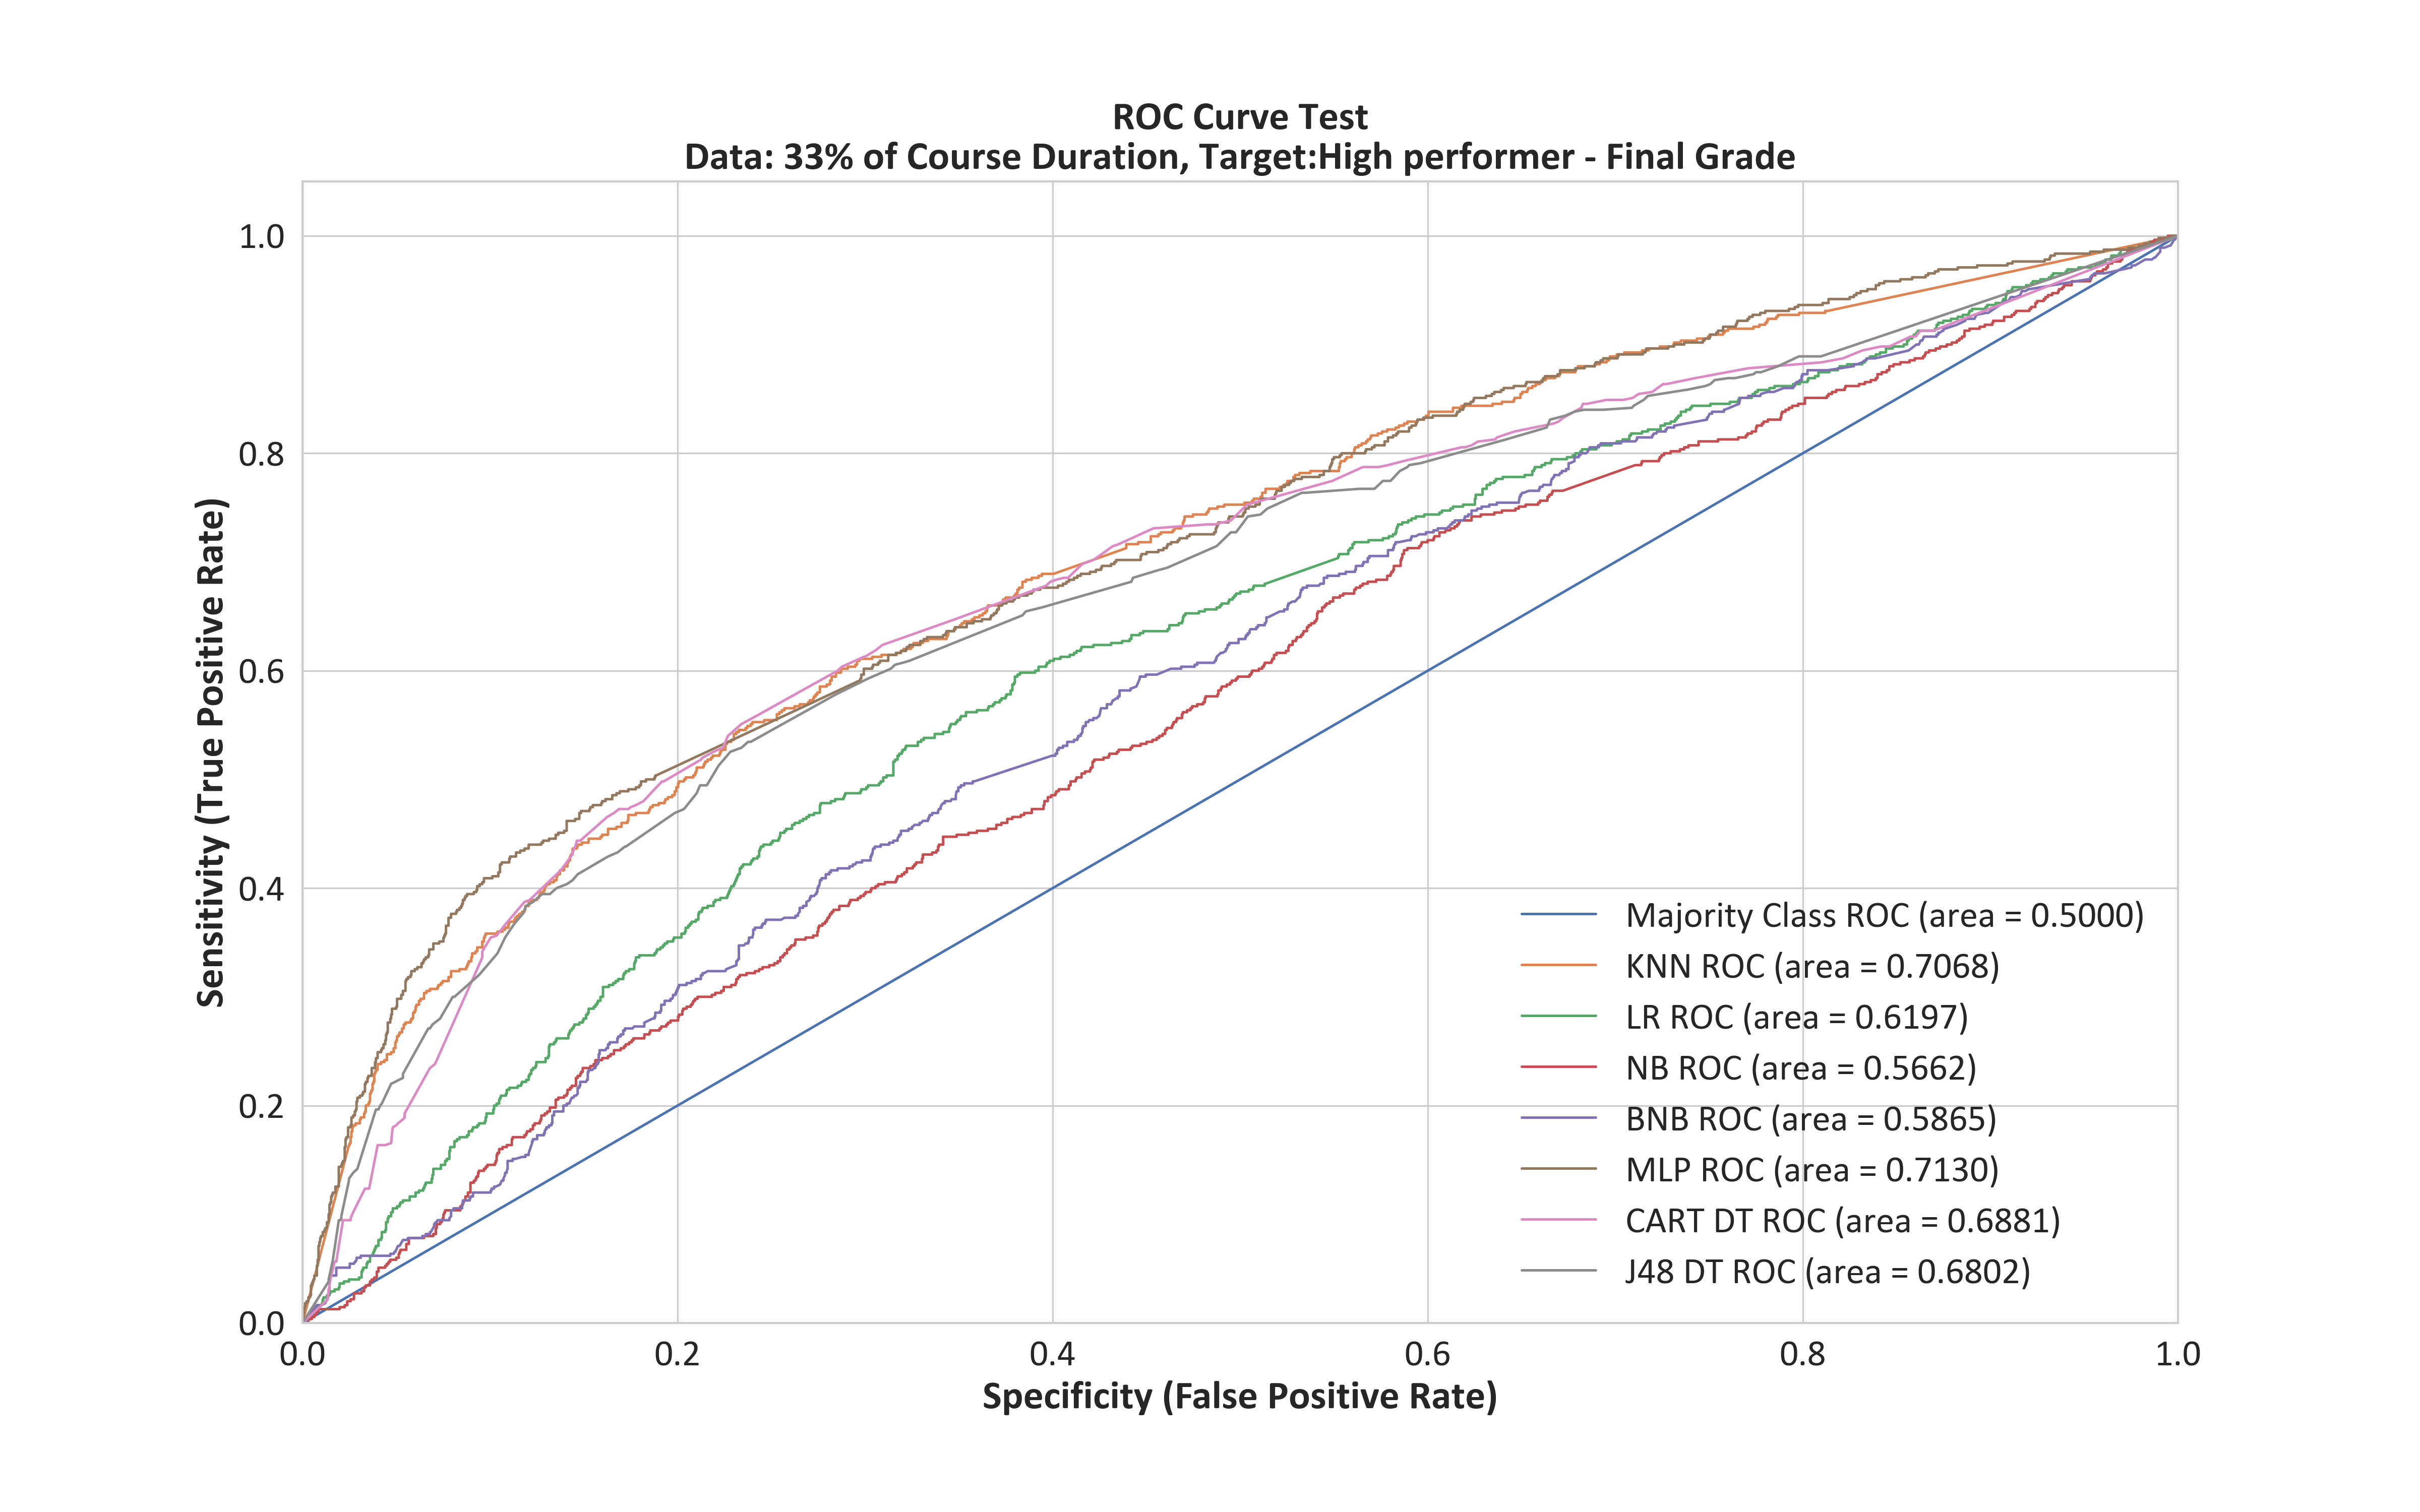 ROC Curve Test
Data: 33% of Course Duration, Target:High performer - Final Grade
Sensitivity (True Positive Rate)
1.0
0.8
0.6
0.4
0.2
0.0
0.0 0.2 0.4 0.6 0.8 1.0
Specificity (False Positive Rate)
Majority Class ROC (area = 0.5000)
KNN ROC (area = 0.7068)
LR ROC (area = 0.6197)
NB ROC (area = 0.5662)
BNB ROC (area = 0.5865)
MLP ROC (area = 0.7130)
CART DT ROC (area = 0.6881)
J48 DT ROC (area = 0.6802)